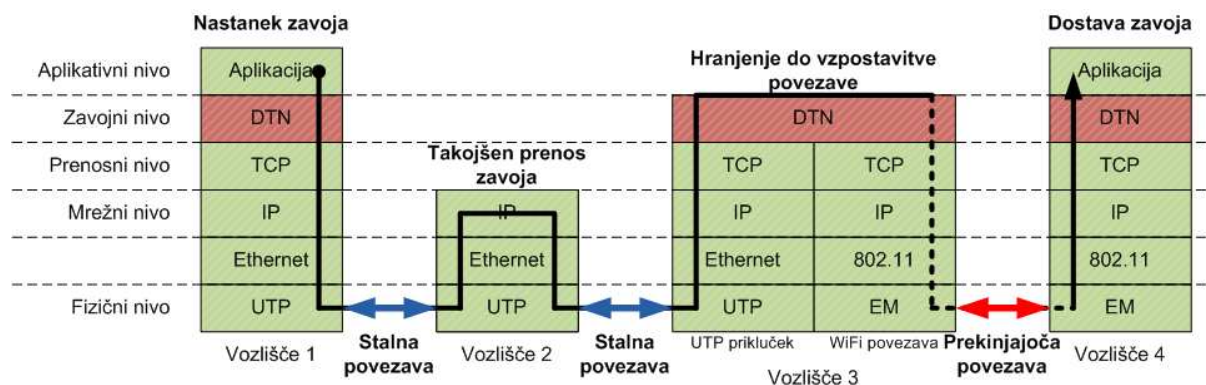 Nastanek zavoja
Dostava zavoja
Aplikativni nivo
Aplikacija
Hranjenje do vzpostavitve
povezave
Aplikacija
Zavojni nivo
DTN
DTN
DTN
Prenosni nivo
TCP
Takojšen prenos
zavoja
TCP
TCP
TCP
Mrežni nivo
IP
IP
IP
IP
IP
Ethernet
Ethernet
Ethernet
802.11
802.11
Fizični nivo
UTP
UTP
UTP
EM
EM
Vozlišče 1
Stalna
povezava
Vozlišče 2
Stalna
povezava
UTP prikluček
WiFi povezava
Vozlišče 3
Prekinjajoča
povezava
Vozlišče 4